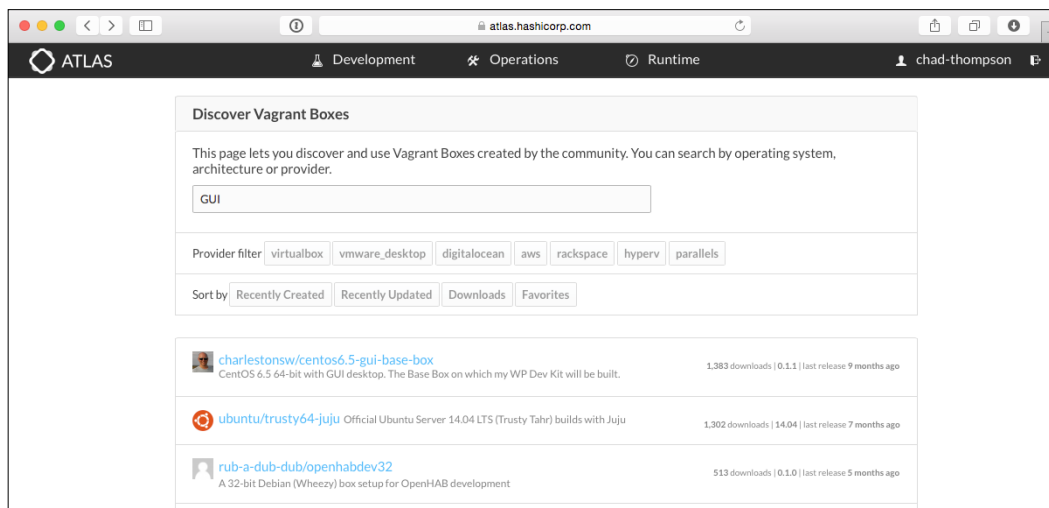 atlas.hashicorp.com
ATLAS Development Operations Runtime chad-thompson
Discover Vagrant Boxes
This page lets you discover and use Vagrant Boxes created by the community. You can search by operating system,
architecture or provider.
GUI
Provider filter virtualbox vmware_desktop digitalocean aws rackspace hyperv parallels
Sort by Recently Created Recently Updated Downloads Favorites
charlestonsw/centos6.5-gui-base-box
CentOS 6.5 64-bit with GUI desktop. The Base Box on which my WP Dev Kit will be built.
1,383 downloads | 0.1.1 | last release 9 months ago
ubuntu/trusty64-juju Official Ubuntu Server 14.04 LTS (Trusty Tahr) builds with Juju
1,302 downloads | 14.04 | last release 7 months ago
rub-a-dub-dub/openhabdev32
A 32-bit Debian (Wheezy) box setup for OpenHAB development
513 downloads | 0.1.0 | last release 5 months ago